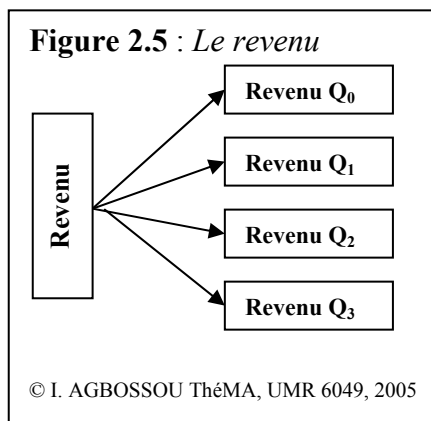 Figure 2.5 : Le revenu
Revenu
Revenu Q₀
Revenu Q₁
Revenu Q₂
Revenu Q₃
© I. AGBOSSOU ThéMA, UMR 6049, 2005